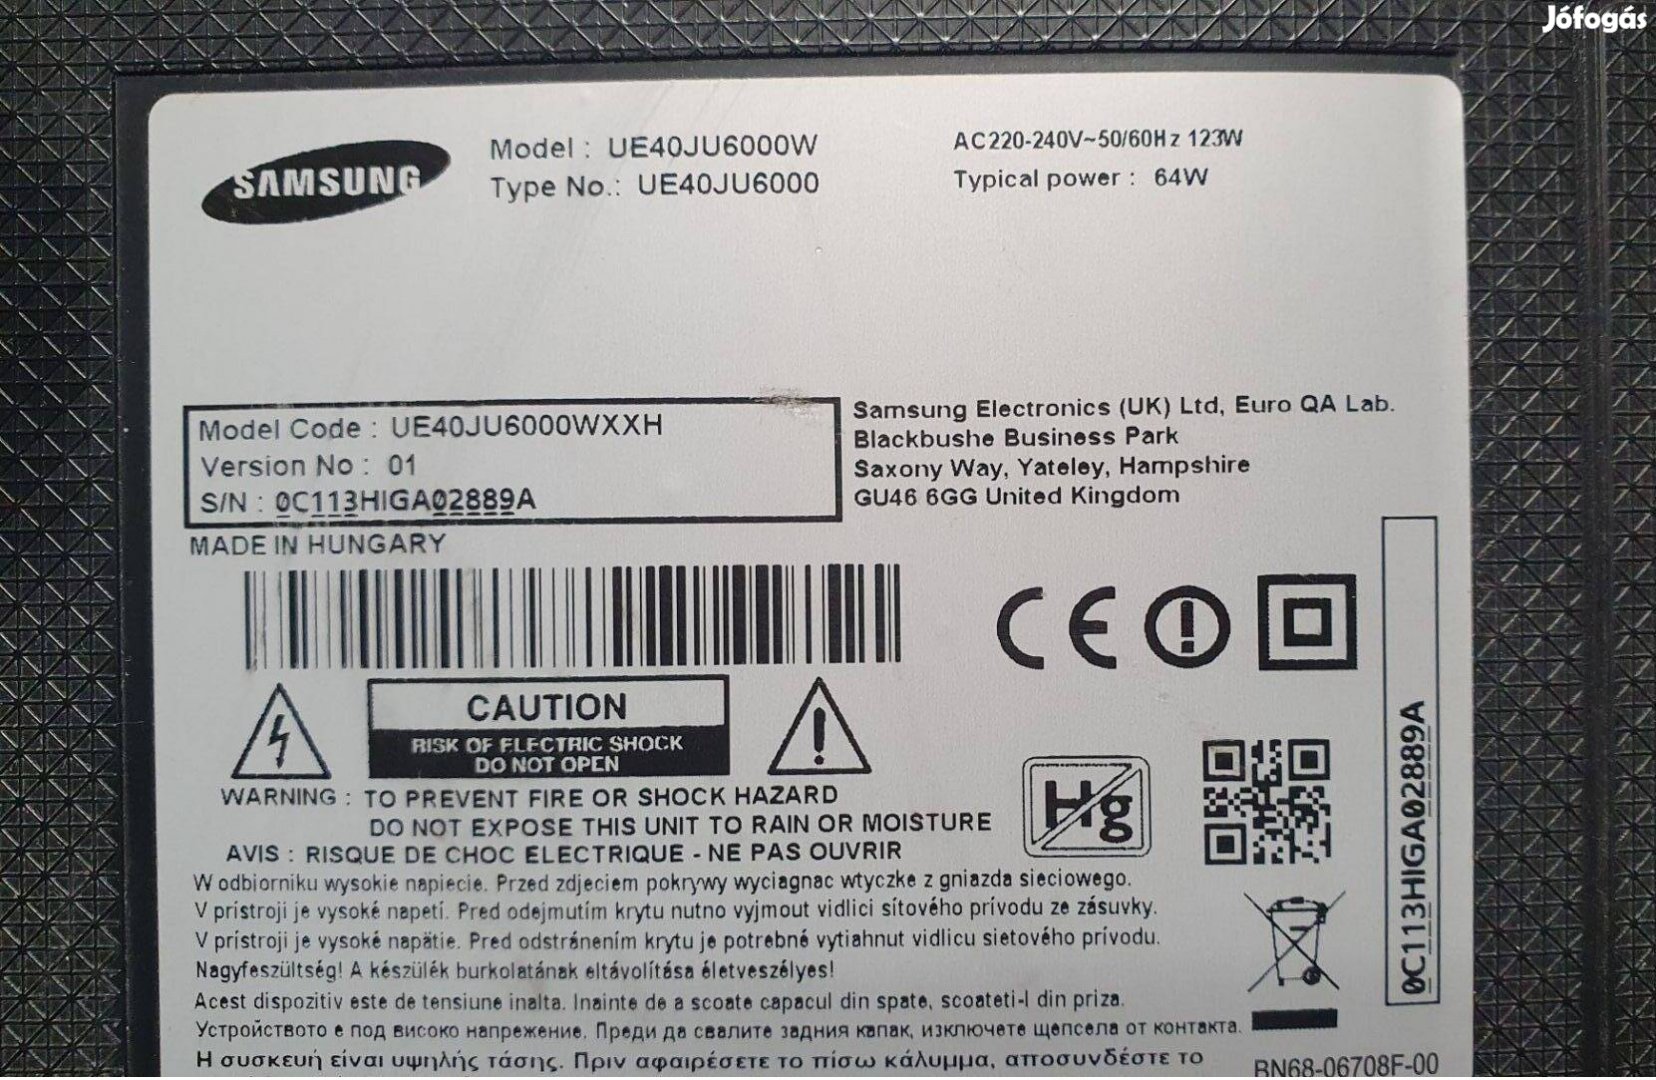 Jófogás
SAMSUNG
Model : UE40JU6000W
Type No.: UE40JU6000
AC220-240V~50/60Hz 123W
Typical power : 64W
Model Code : UE40JU6000WXXH
Version No : 01
S/N : 0C113HIGA02889A
MADE IN HUNGARY
Samsung Electronics (UK) Ltd, Euro QA Lab.
Blackbushe Business Park
Saxony Way, Yateley, Hampshire
GU46 6GG United Kingdom
CE
CAUTION
RISK OF ELECTRIC SHOCK
DO NOT OPEN
Hg
0C113HIGA02889A
WARNING : TO PREVENT FIRE OR SHOCK HAZARD
DO NOT EXPOSE THIS UNIT TO RAIN OR MOISTURE
AVIS : RISQUE DE CHOC ELECTRIQUE - NE PAS OUVRIR
W odbiorniku wysokie napiecie. Przed zdjeciem pokrywy wyciagnac wtyczke z gniazda sieciowego.
V prístroji je vysoké napetí. Pred odejmutím krytu nutno vyjmout vidlici sítového prívodu ze zásuvky.
V prístroji je vysoké napätie. Pred odstránením krytu je potrebné vytiahnut vidlicu sietového prívodu.
Nagyfeszültség! A készülék burkolatának eltávolítása életveszélyes!
Acest dispozitiv este de tensiune inalta. Inainte de a scoate capacul din spate, scoateti-l din priza.
Устройството е под високо напрежение. Преди да свалите задния капак, изключете щепсела от контакта.
Η συσκευή είναι υψηλής τάσης. Πριν αφαιρέσετε το πίσω κάλυμμα, αποσυνδέστε το
BN68-06708F-00